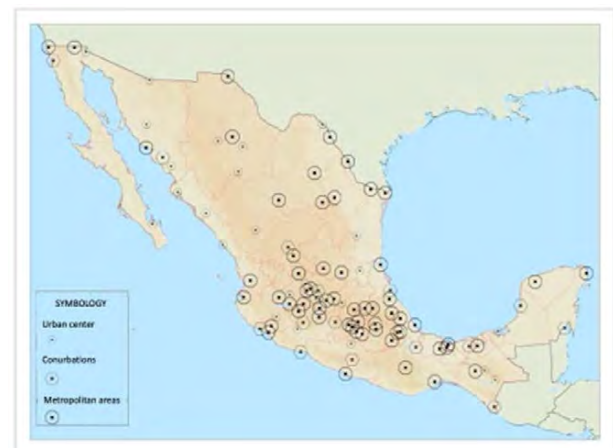 SYMBOLOGY
Urban center
Conurbations
Metropolitan areas